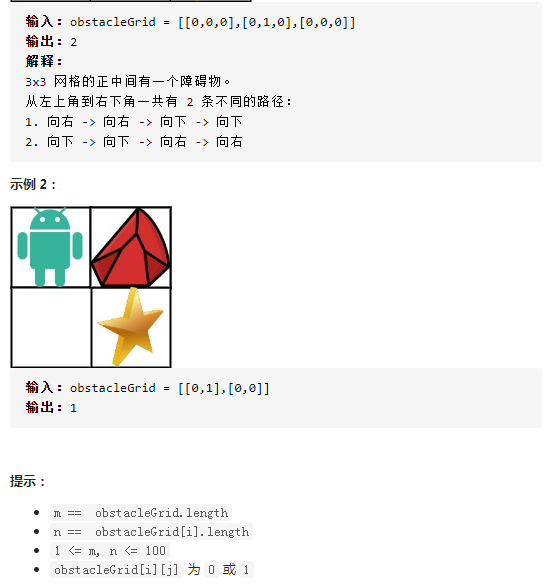 输入：obstacleGrid = [[0,0,0],[0,1,0],[0,0,0]]
输出：2
解释：
3x3 网格的正中间有一个障碍物。
从左上角到右下角一共有 2 条不同的路径：
1. 向右 -> 向右 -> 向下 -> 向下
2. 向下 -> 向下 -> 向右 -> 向右
示例 2：
输入：obstacleGrid = [[0,1],[0,0]]
输出：1
提示：
m == obstacleGrid.length
n == obstacleGrid[i].length
1 <= m, n <= 100
obstacleGrid[i][j] 为 0 或 1